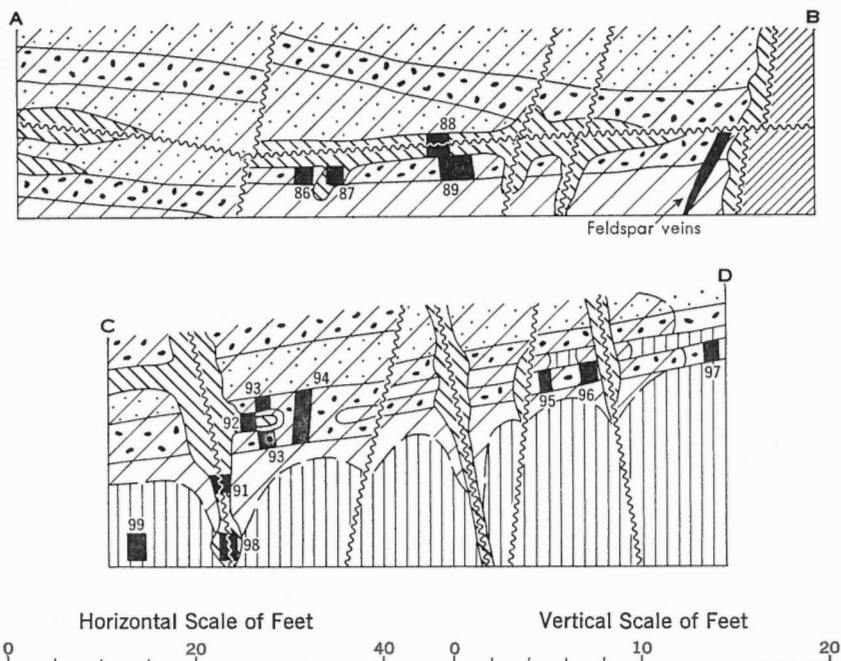 A B
88
86 87 89
Feldspar veins
C D
93 94
92
93
91
95 96 97
99 98
Horizontal Scale of Feet Vertical Scale of Feet
0 20 40 0 10 20